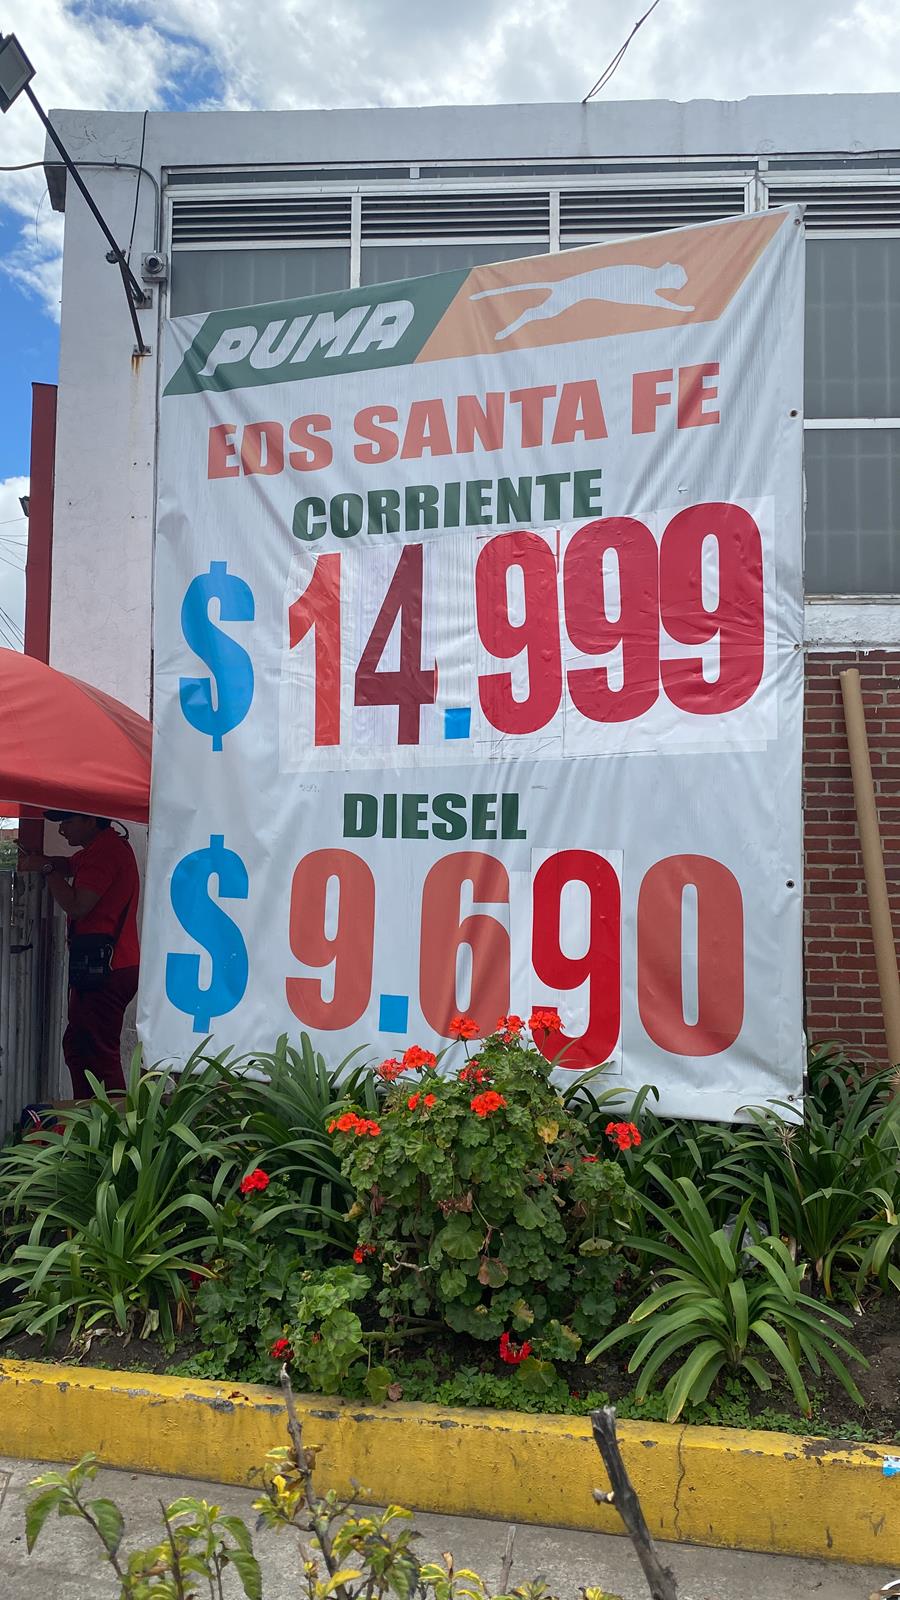 PUMA
EDS SANTA FE
CORRIENTE
$ 14.999
DIESEL
$ 9.690